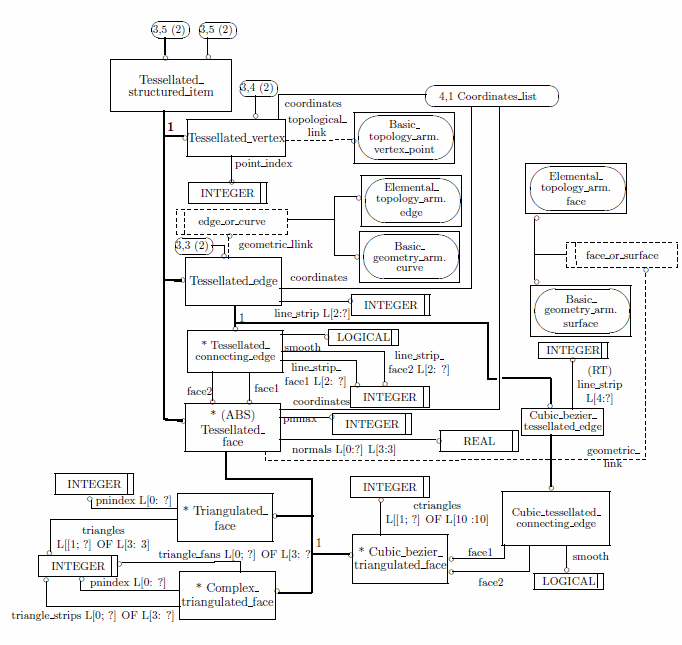 3,5 (2)
3,5 (2)
Tessellated_
structured_item
3,4 (2)
4,1 Coordinates_list
coordinates
1
Tessellated_vertex
topological_
link
Basic_
topology_arm.
vertex_point
point_index
INTEGER
Elemental_
topology_arm.
edge
Elemental_
topology_arm.
face
edge_or_curve
3,3 (2)
geometric_llink
Basic_
geometry_arm.
curve
face_or_surface
Tessellated_edge
coordinates
INTEGER
line_strip L[2:?]
Basic_
geometry_arm.
surface
1
* Tessellated_
connecting_edge
LOGICAL
smooth
line_strip_
face2 L[2: ?]
line_strip_
face1 L[2: ?]
INTEGER
(RT)
line_strip
L[4:?]
face2
face1
INTEGER
coordinates
* (ABS)
Tessellated_
face
pnmax
INTEGER
Cubic_bezier_
tessellated_edge
normals L[0:?] L[3:3]
REAL
geometric_
link
INTEGER
pnindex L[0: ?]
* Triangulated_
face
triangles
L[[1; ?] OF L[3: 3]
INTEGER
ctriangles
L[[1; ?] OF L[10 :10]
Cubic_tessellated_
connecting_edge
triangle_fans L[0; ?] OF L[3: ?
1
INTEGER
pnindex L[0: ?]
* Complex_
triangulated_face
* Cubic_bezier_
triangulated_face
face1
face2
smooth
LOGICAL
triangle_strips L[0; ?] OF L[3: ?]